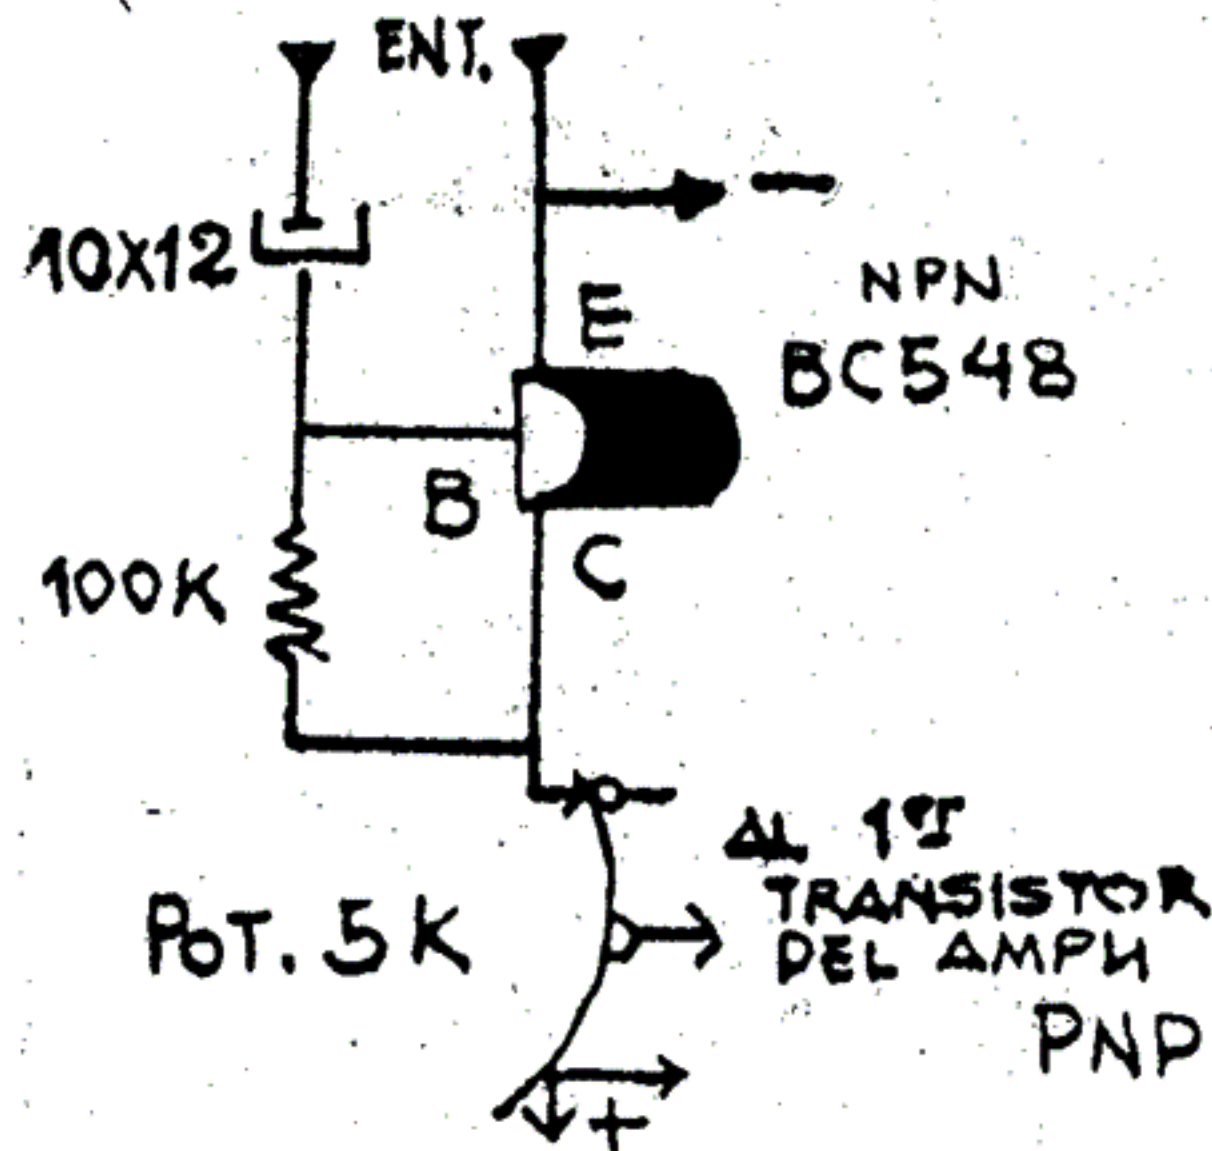 ENT.
–
10X12
E
NPN
BC548
B
C
100K
AL 1er
TRANSISTOR
DEL AMPLI
POT. 5K
PNP
+